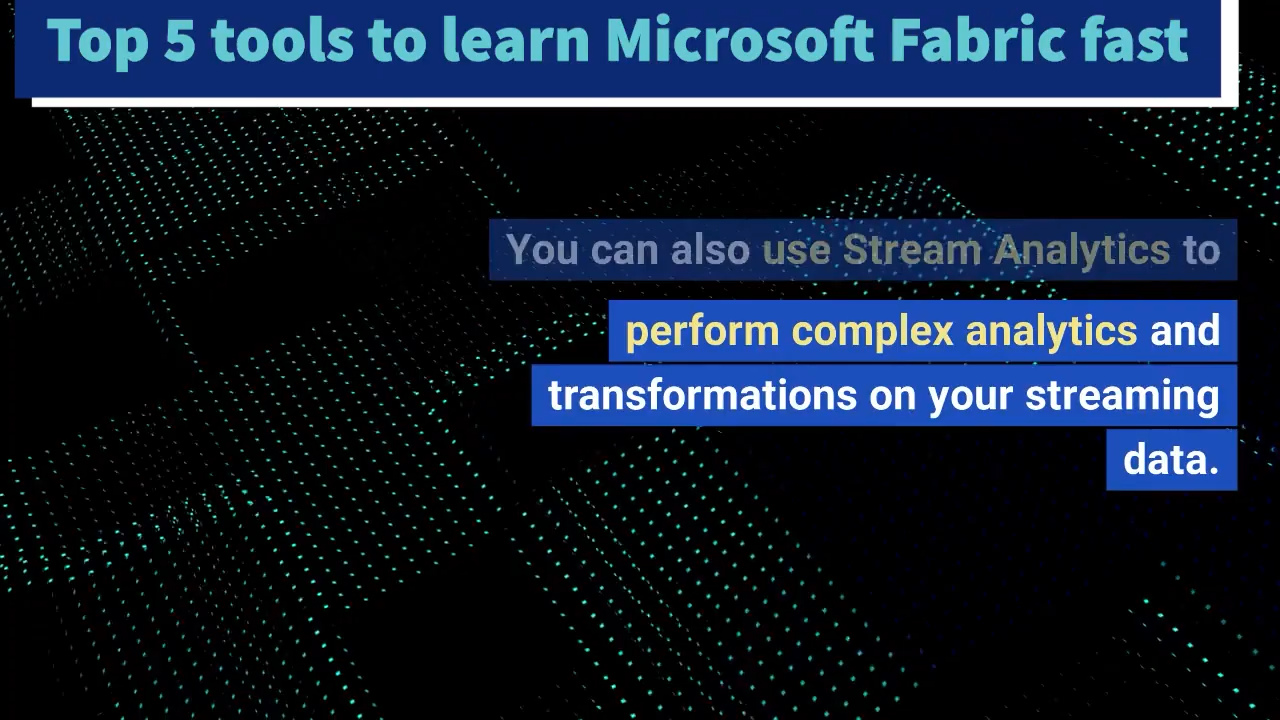 Top 5 tools to learn Microsoft Fabric fast
You can also use Stream Analytics to
perform complex analytics and
transformations on your streaming
data.